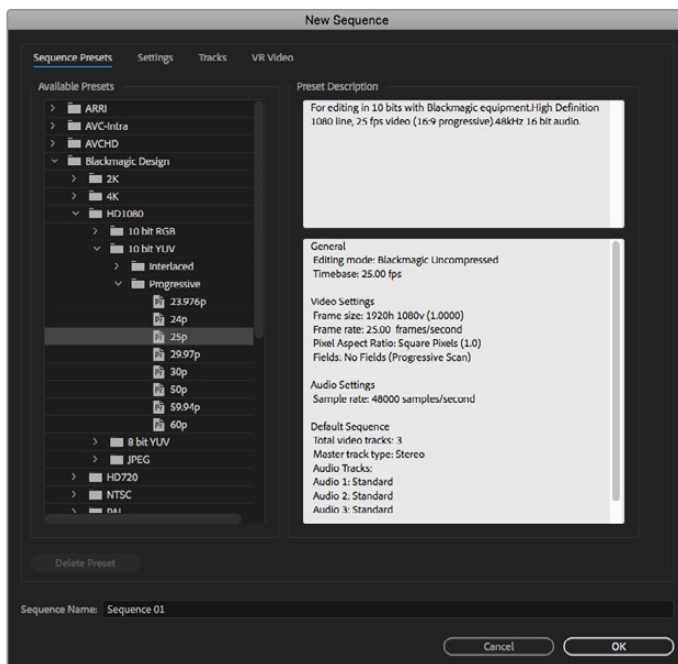 New Sequence
Sequence Presets Settings Tracks VR Video
Available Presets
ARRI
AVC-Intra
AVCHD
Blackmagic Design
2K
4K
HD1080
10 bit RGB
10 bit YUV
Interlaced
Progressive
23.976p
24p
25p
29.97p
30p
50p
59.94p
60p
8 bit YUV
JPEG
HD720
NTSC
PAL
Delete Preset
Preset Description
For editing in 10 bits with Blackmagic equipment.High Definition
1080 line, 25 fps video (16:9 progressive).48kHz 16 bit audio.
General
Editing mode: Blackmagic Uncompressed
Timebase: 25.00 fps
Video Settings
Frame size: 1920h 1080v (1.0000)
Frame rate: 25.00 frames/second
Pixel Aspect Ratio: Square Pixels (1.0)
Fields: No Fields (Progressive Scan)
Audio Settings
Sample rate: 48000 samples/second
Default Sequence
Total video tracks: 3
Master track type: Stereo
Audio Tracks:
Audio 1: Standard
Audio 2: Standard
Audio 3: Standard
Sequence Name: Sequence 01
Cancel OK